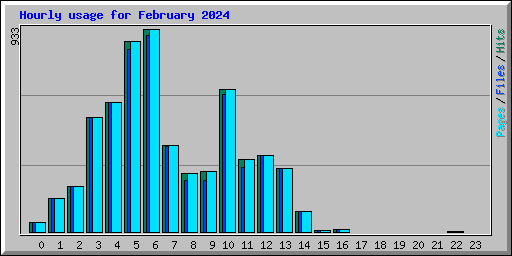 Hourly usage for February 2024
933
Pages / Files / Hits
0 1 2 3 4 5 6 7 8 9 10 11 12 13 14 15 16 17 18 19 20 21 22 23